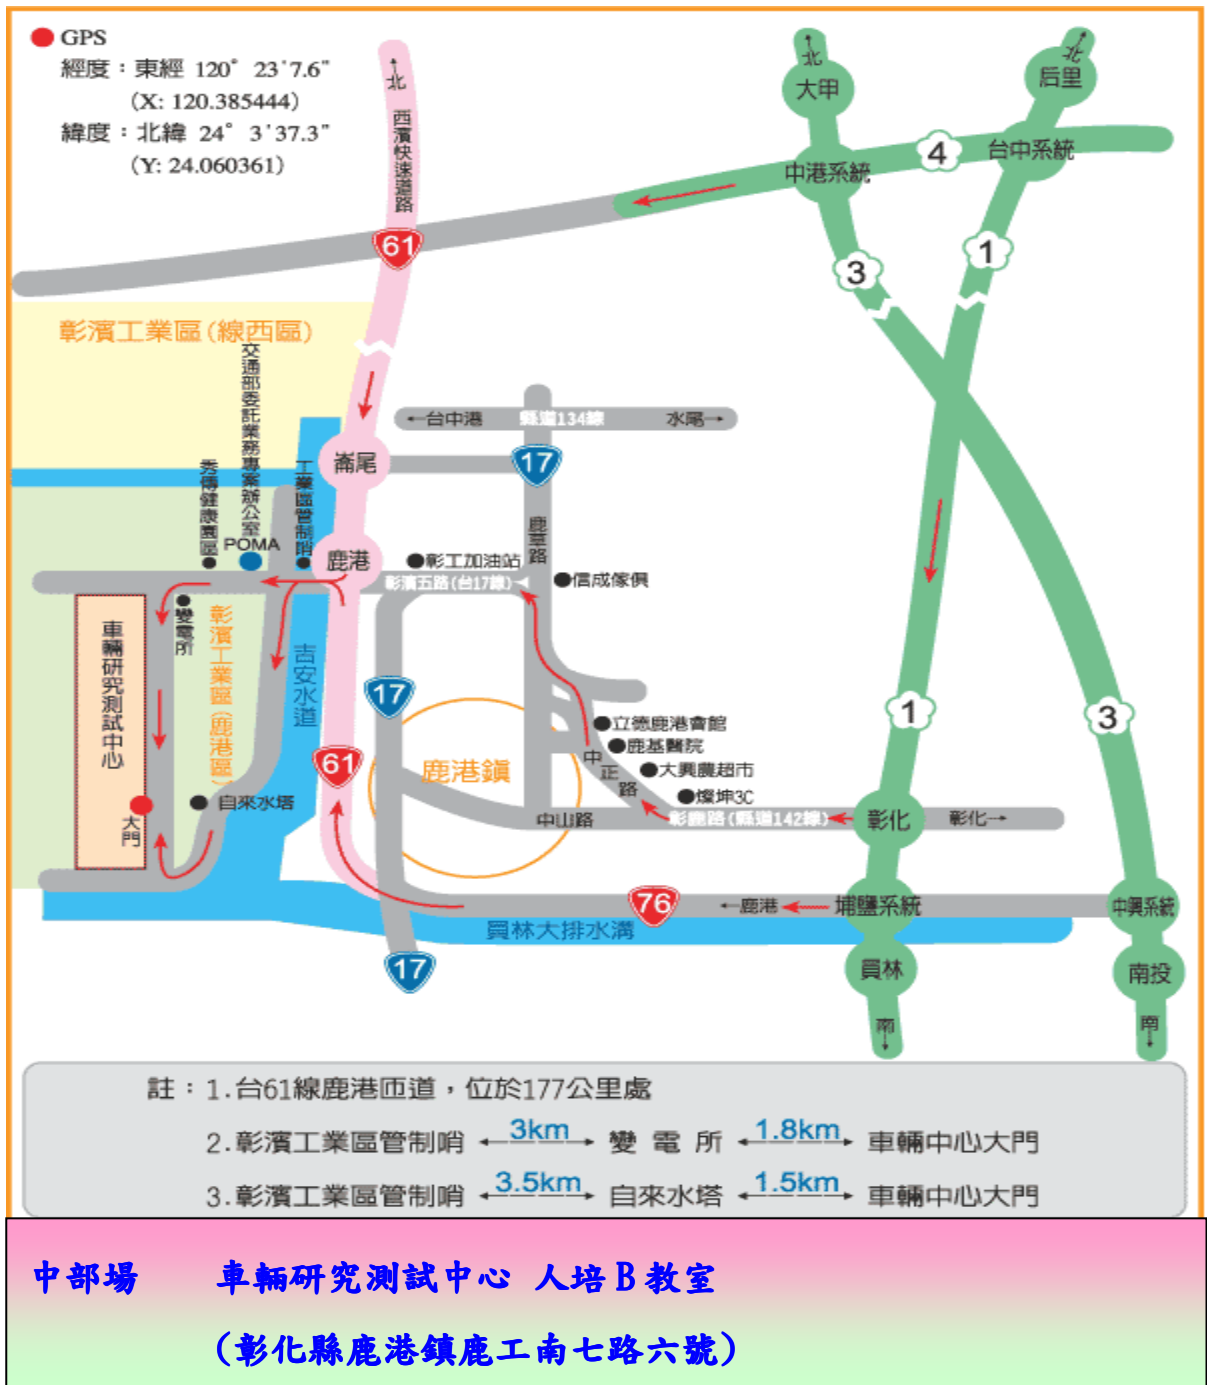 GPS
經度：東經 120° 23'7.6"
(X: 120.385444)
緯度：北緯 24° 3'37.3"
(Y: 24.060361)
←北
西濱快速道路
61
←北
大甲
北→
后里
中港系統
4
台中系統
3
1
彰濱工業區(線西區)
交通部委託業務專案辦公室
秀傳健康園區
工業區管制哨
POMA
←台中港
縣道134線
水尾→
崙尾
17
鹿草路
鹿港
彰工加油站
彰濱五路(台17線)
信成傢俱
變電所
車輛研究測試中心
彰濱工業區(鹿港區)
吉安水道
17
1
3
61
鹿港鎮
立德鹿港會館
鹿基醫院
中正路
大興農超市
燦坤3C
自來水塔
大門
中山路
彰鹿路(縣道142線)
彰化
彰化→
76
←鹿港
埔鹽系統
中興系統
員林大排水溝
17
員林
南投
南→
南→
註：1.台61線鹿港匝道，位於177公里處
2.彰濱工業區管制哨 3km 變電所 1.8km 車輛中心大門
3.彰濱工業區管制哨 3.5km 自來水塔 1.5km 車輛中心大門
中部場 車輛研究測試中心 人培B教室
(彰化縣鹿港鎮鹿工南七路六號)